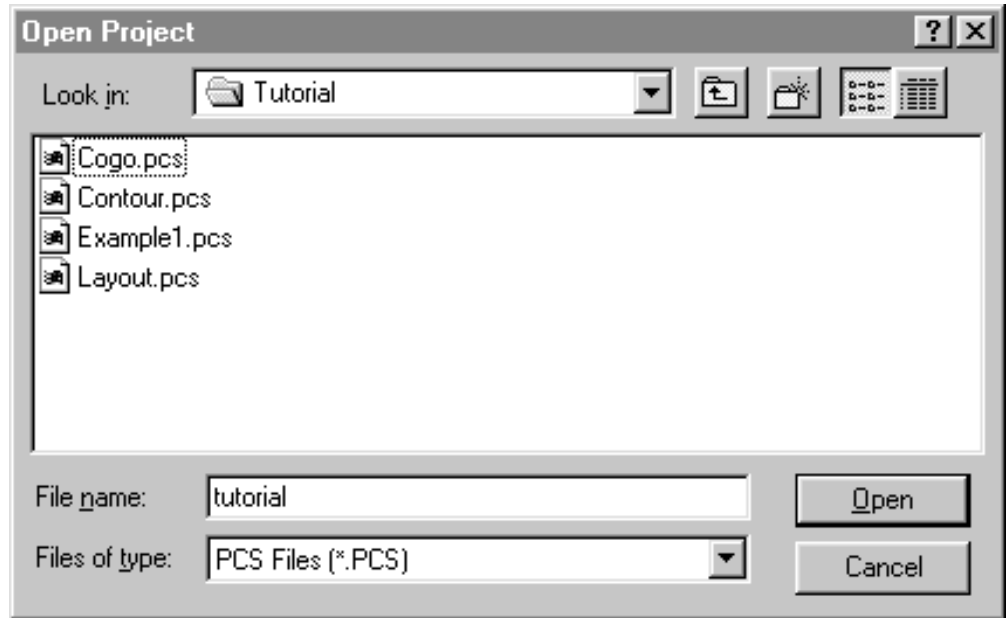 Open Project
Look in: Tutorial
Cogo.pcs
Contour.pcs
Example1.pcs
Layout.pcs
File name: tutorial Open
Files of type: PCS Files (*.PCS) Cancel